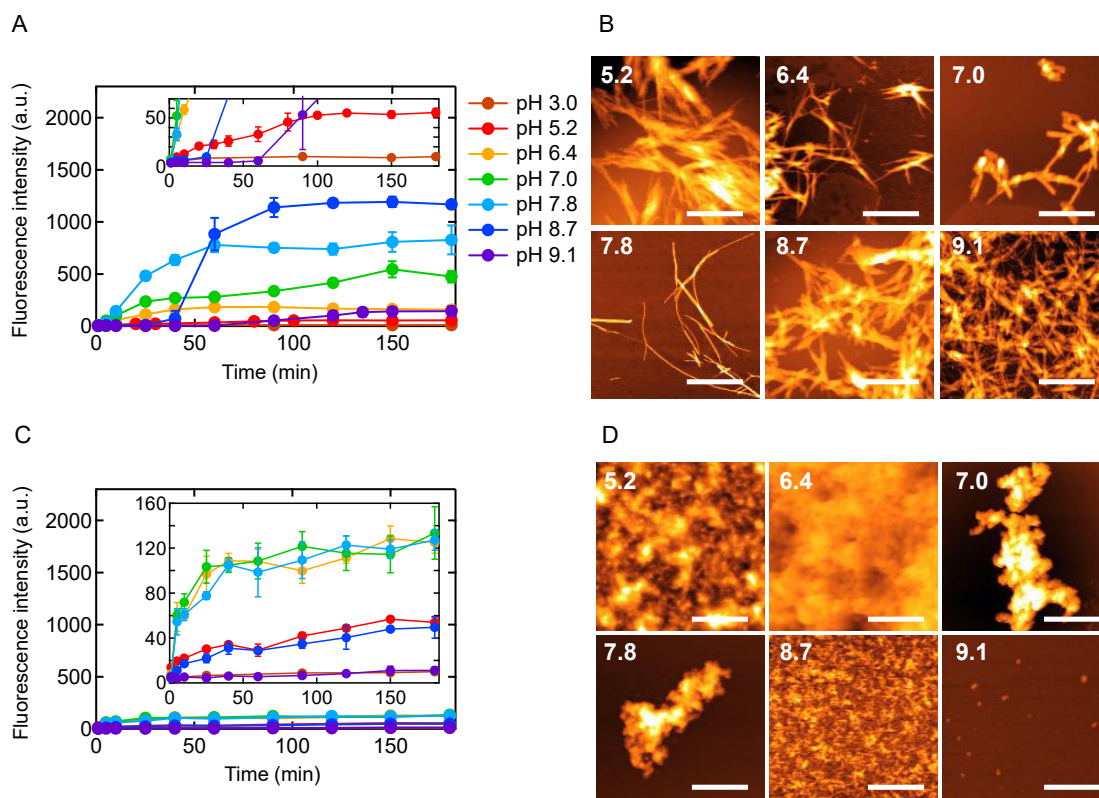 A
Fluorescence intensity (a.u.)
2000
1500
1000
500
0
0 50 100 150
Time (min)
50
0
0 50 100 150
pH 3.0
pH 5.2
pH 6.4
pH 7.0
pH 7.8
pH 8.7
pH 9.1
B
5.2 6.4 7.0
7.8 8.7 9.1
C
Fluorescence intensity (a.u.)
2000
1500
1000
500
0
0 50 100 150
Time (min)
160
120
80
40
0
0 50 100 150
D
5.2 6.4 7.0
7.8 8.7 9.1